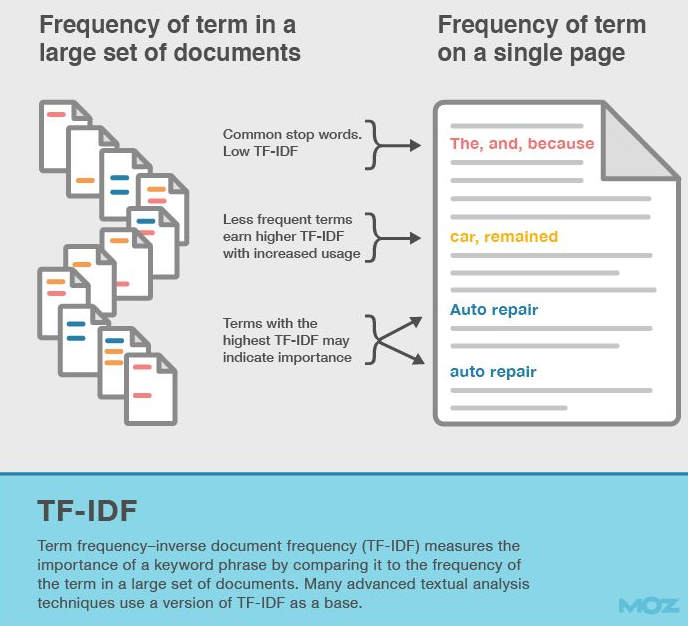 Frequency of term in a
large set of documents
Frequency of term
on a single page
Common stop words.
Low TF-IDF
The, and, because
Less frequent terms
earn higher TF-IDF
with increased usage
car, remained
Terms with the
highest TF-IDF may
indicate importance
Auto repair
auto repair
TF-IDF
Term frequency–inverse document frequency (TF-IDF) measures the
importance of a keyword phrase by comparing it to the frequency of
the term in a large set of documents. Many advanced textual analysis
techniques use a version of TF-IDF as a base.
MOZ